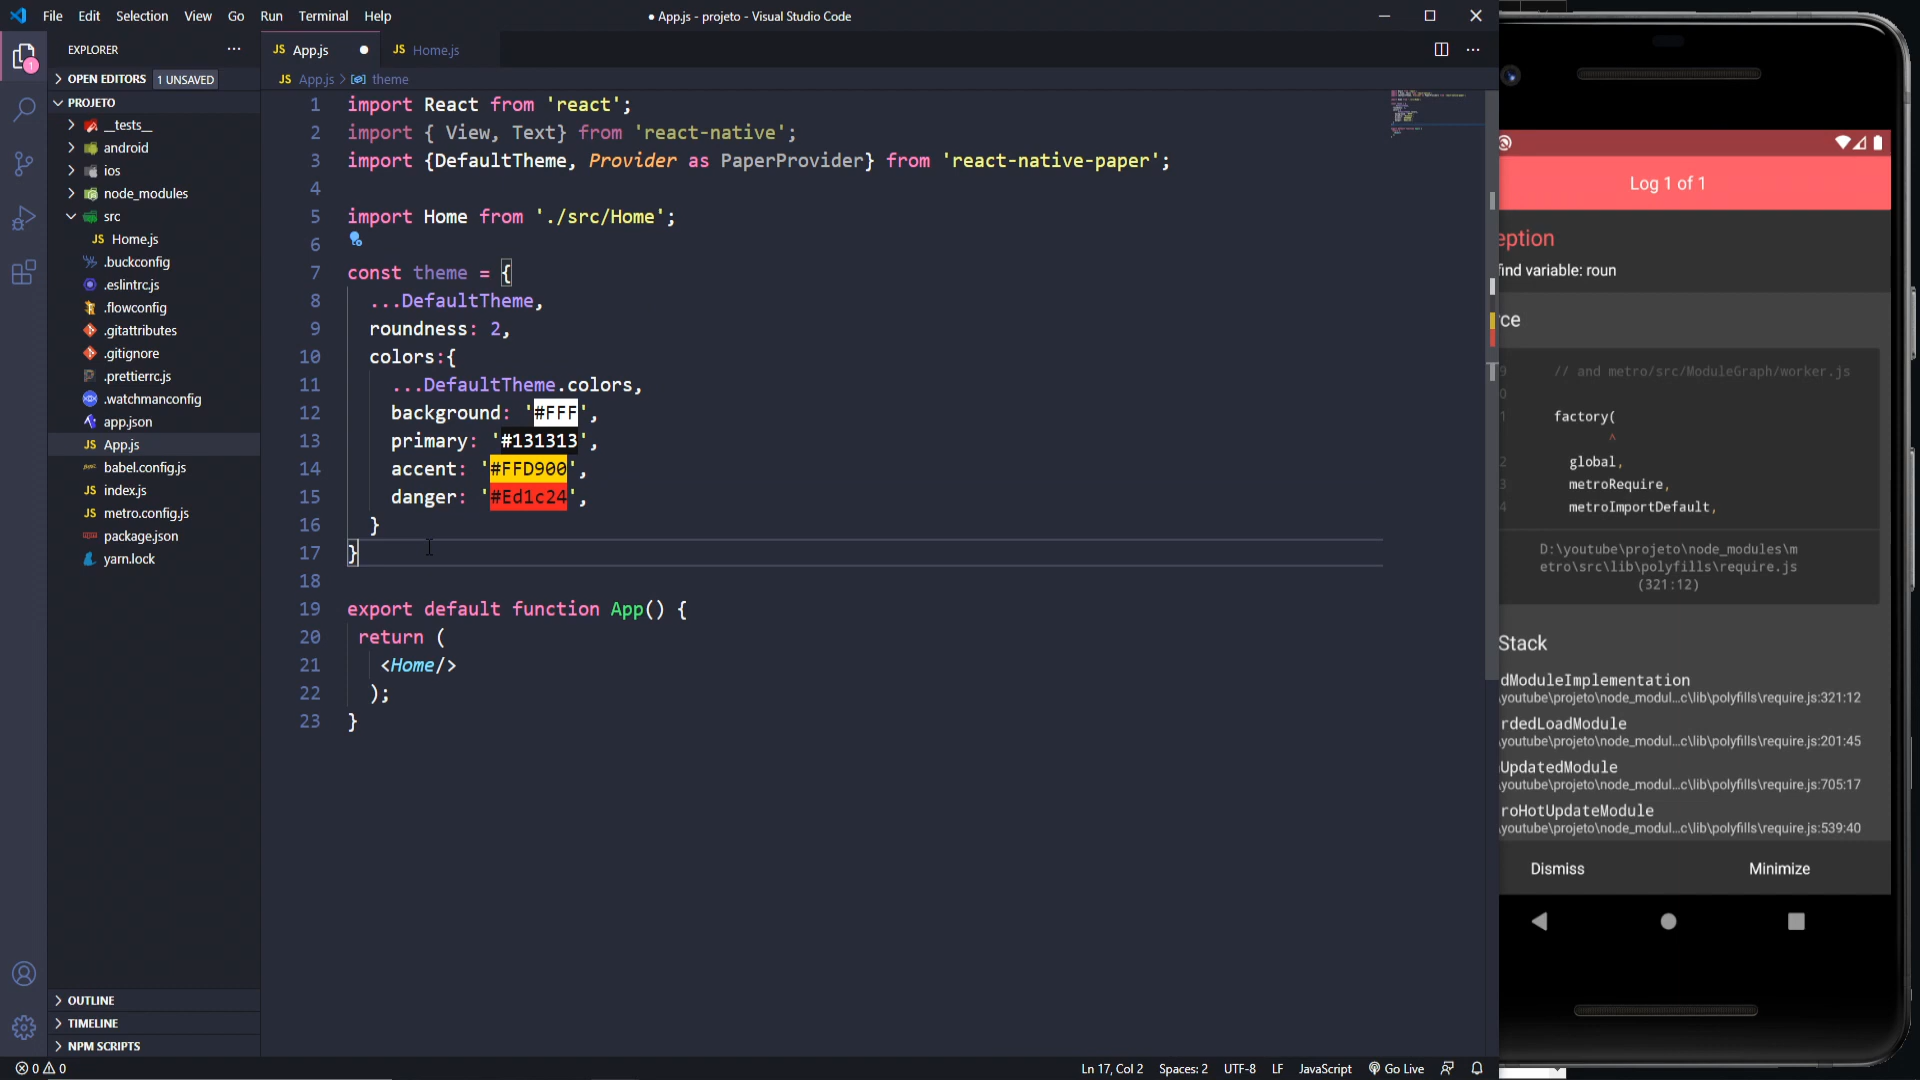 File Edit Selection View Go Run Terminal Help
● App.js - projeto - Visual Studio Code
EXPLORER
JS App.js ●
JS Home.js
OPEN EDITORS 1 UNSAVED
JS App.js > theme
PROJETO
__tests__
android
ios
node_modules
src
JS Home.js
.buckconfig
.eslintrc.js
.flowconfig
.gitattributes
.gitignore
.prettierrc.js
.watchmanconfig
app.json
JS App.js
babel.config.js
JS index.js
JS metro.config.js
package.json
yarn.lock
OUTLINE
TIMELINE
NPM SCRIPTS
1
1 import React from 'react';
2 import { View, Text} from 'react-native';
3 import {DefaultTheme, Provider as PaperProvider} from 'react-native-paper';
4
5 import Home from './src/Home';
6
7 const theme = {
8 ...DefaultTheme,
9 roundness: 2,
10 colors:{
11 ...DefaultTheme.colors,
12 background: '#FFF',
13 primary: '#131313',
14 accent: '#FFD900',
15 danger: '#Ed1c24',
16 }
17 }
18
19 export default function App() {
20 return (
21 <Home/>
22 );
23 }
Log 1 of 1
eption
find variable: roun
rce
9 // and metro/src/ModuleGraph/worker.js
0
1 factory(
^
2 global,
3 metroRequire,
4 metroImportDefault,
D:\youtube\projeto\node_modules\m
etro\src\lib\polyfills\require.js
(321:12)
Stack
dModuleImplementation
youtube\projeto\node_modul...c\lib\polyfills\require.js:321:12
rdedLoadModule
youtube\projeto\node_modul...c\lib\polyfills\require.js:201:45
UpdatedModule
youtube\projeto\node_modul...c\lib\polyfills\require.js:705:17
roHotUpdateModule
youtube\projeto\node_modul...c\lib\polyfills\require.js:539:40
Dismiss Minimize
0 0
Ln 17, Col 2 Spaces: 2 UTF-8 LF JavaScript Go Live